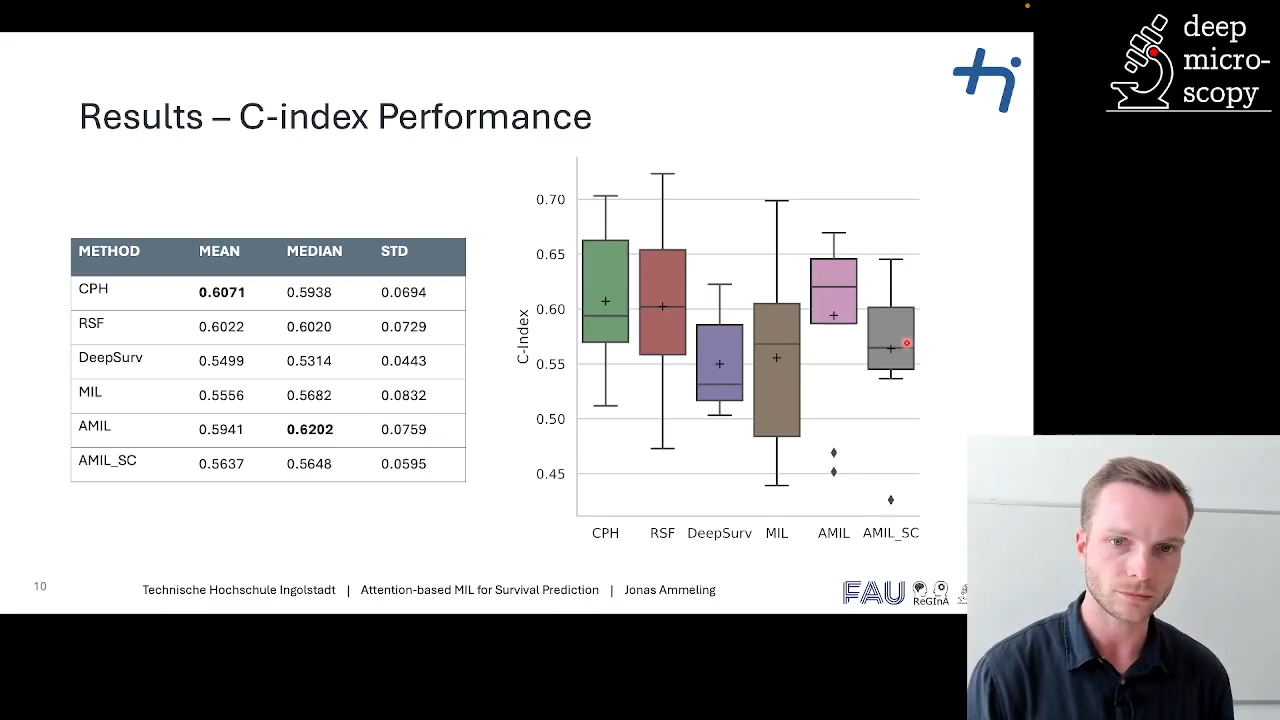 deep
micro-
scopy
Results – C-index Performance
METHOD MEAN MEDIAN STD
CPH 0.6071 0.5938 0.0694
RSF 0.6022 0.6020 0.0729
DeepSurv 0.5499 0.5314 0.0443
MIL 0.5556 0.5682 0.0832
AMIL 0.5941 0.6202 0.0759
AMIL_SC 0.5637 0.5648 0.0595
C-Index
0.70
0.65
0.60
0.55
0.50
0.45
CPH RSF DeepSurv MIL AMIL AMIL_SC
10
Technische Hochschule Ingolstadt | Attention-based MIL for Survival Prediction | Jonas Ammeling
FAU
ReGInA